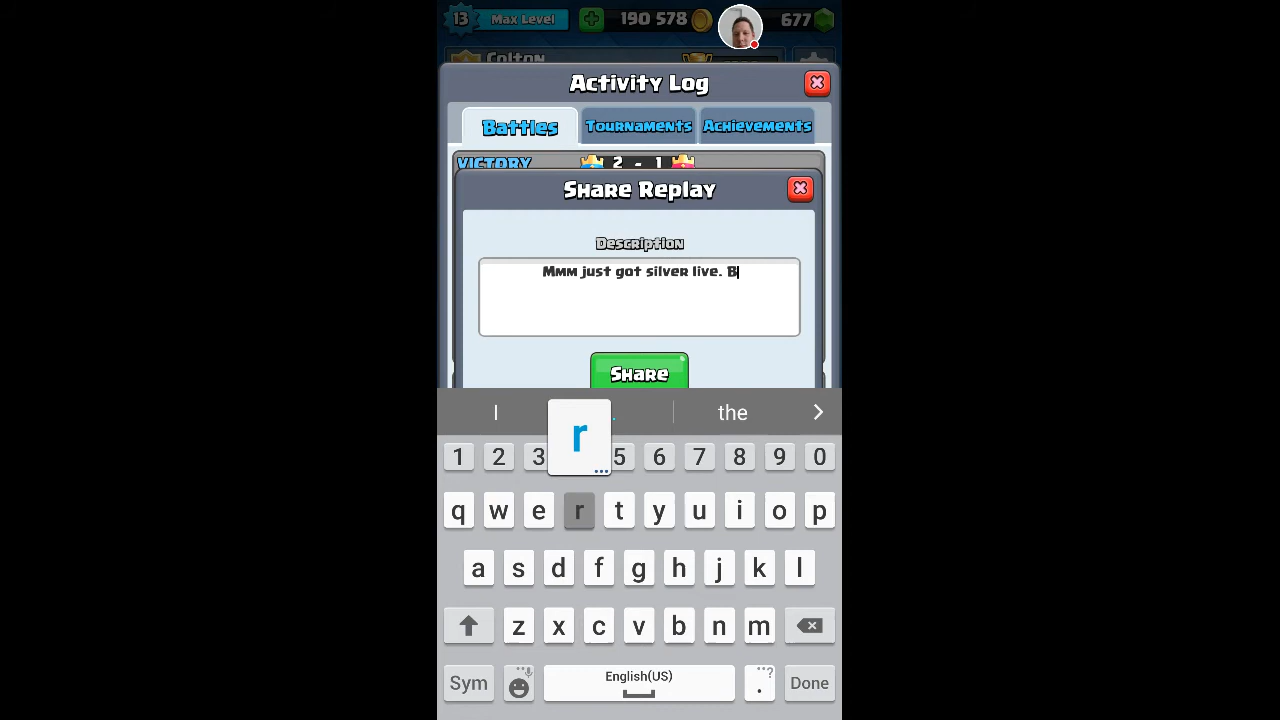 13 Max Level 190 578 677
Colton
Activity Log
Battles Tournaments Achievements
VICTORY 2 - 1
Share Replay
Description
Mmm just got silver live. B
Share
I the
r
1 2 3 5 6 7 8 9 0
q w e r t y u i o p
a s d f g h j k l
z x c v b n m
Sym English(US) . Done